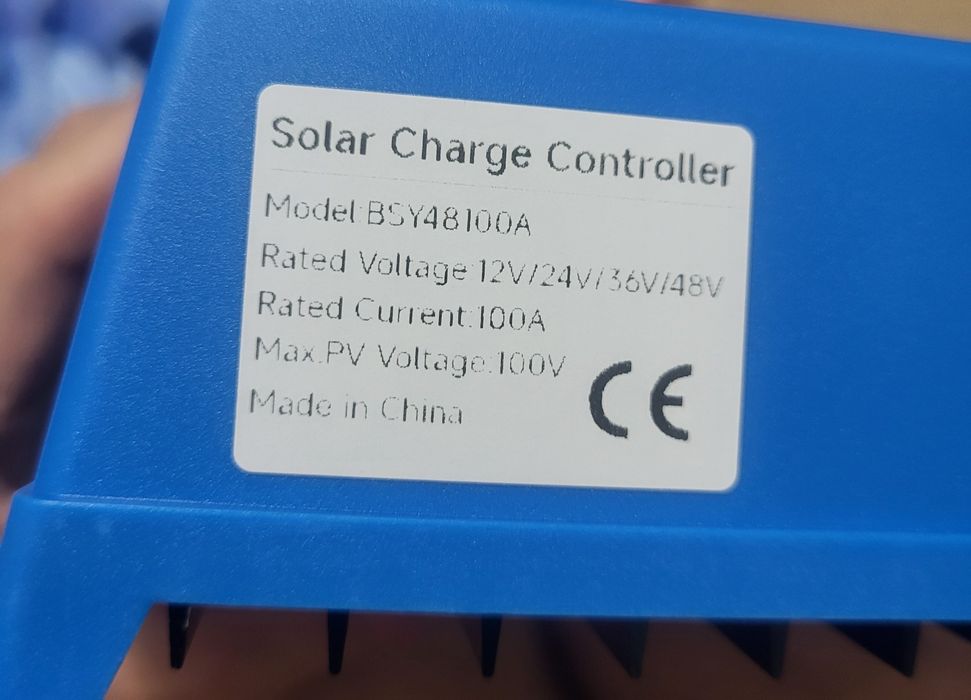 Solar Charge Controller
Model:BSY48100A
Rated Voltage:12V/24V/36V/48V
Rated Current:100A
Max.PV Voltage:100V
Made in China
CE